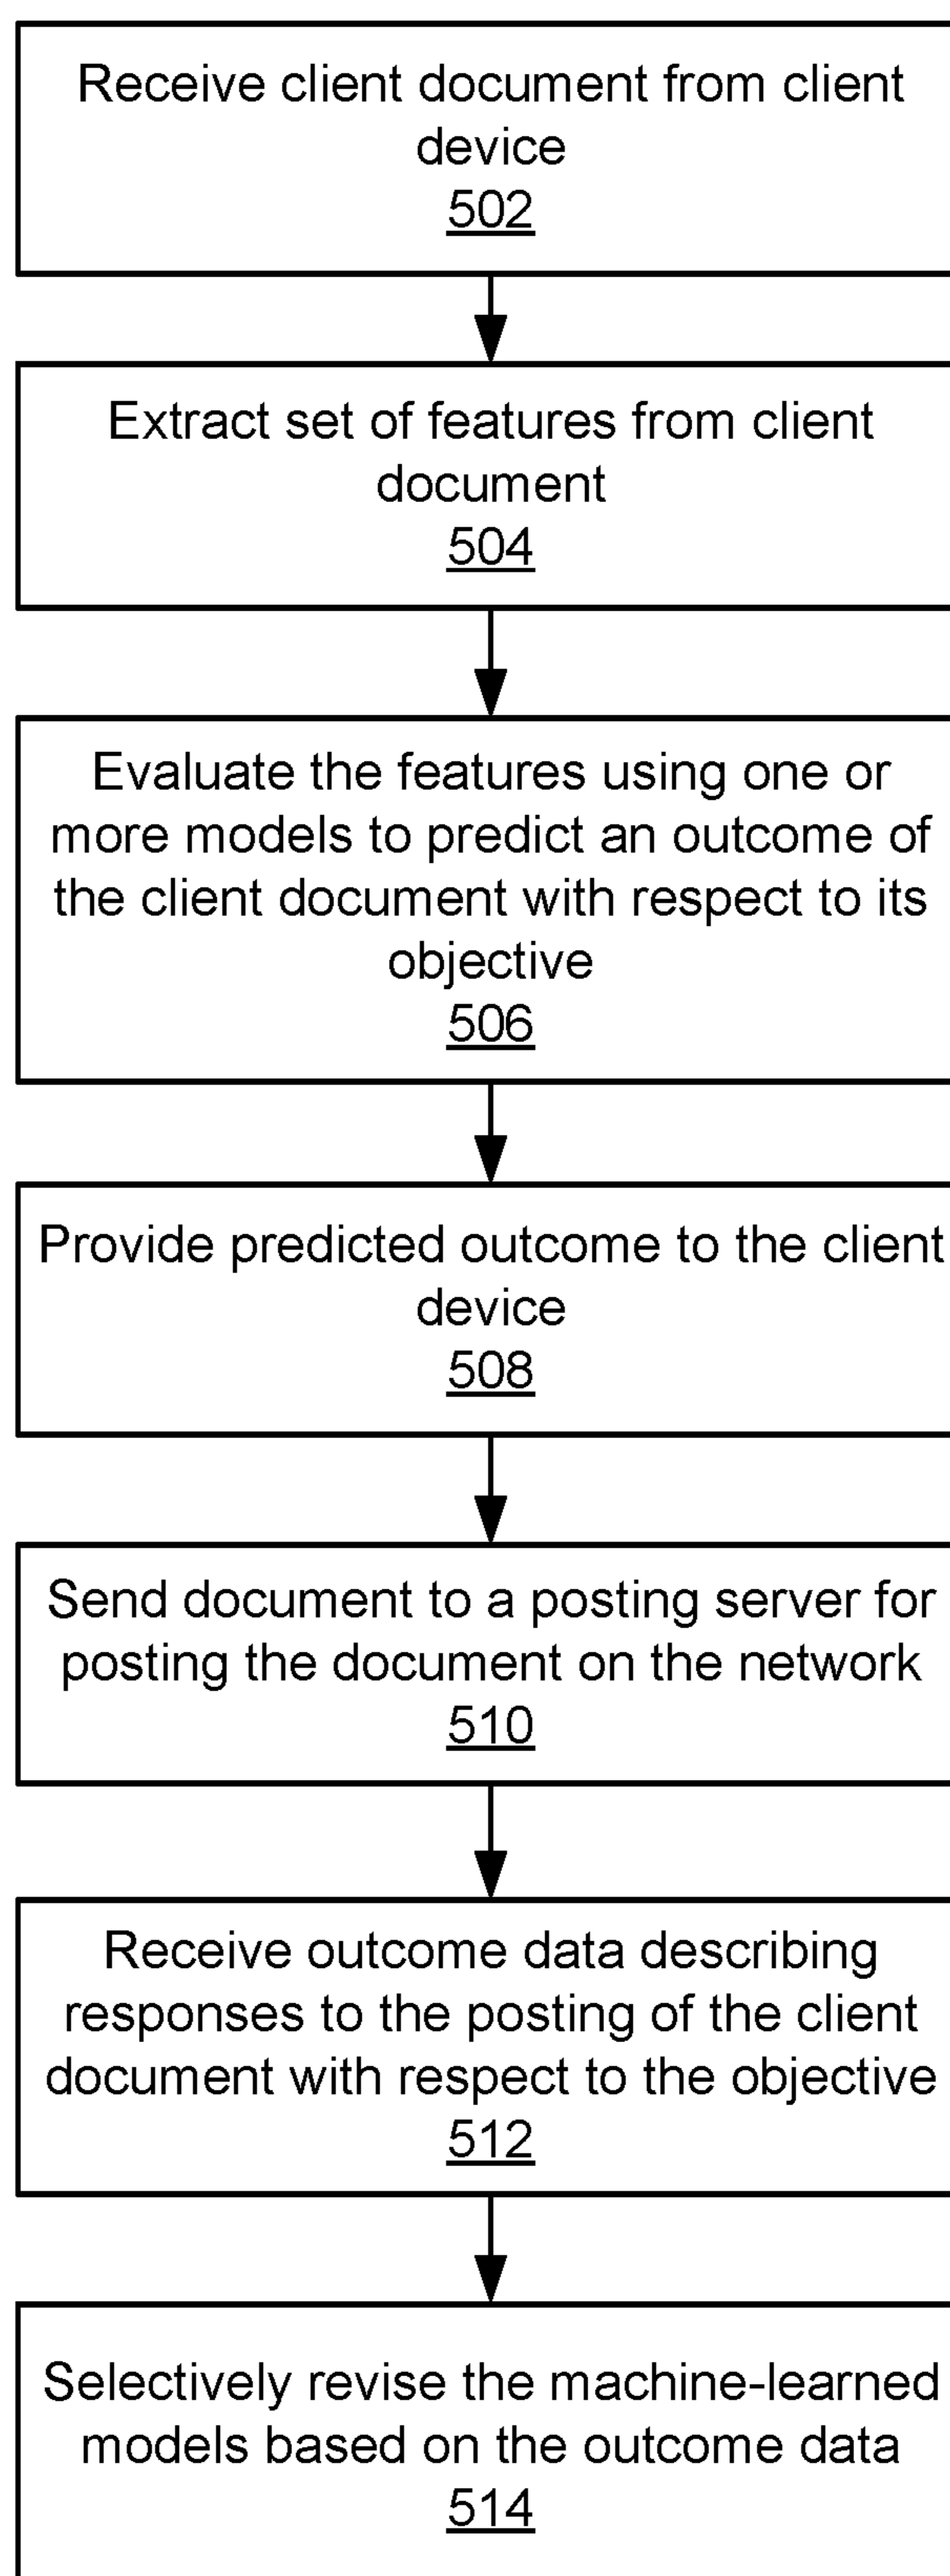 Receive client document from client
device
502
Extract set of features from client
document
504
Evaluate the features using one or
more models to predict an outcome of
the client document with respect to its
objective
506
Provide predicted outcome to the client
device
508
Send document to a posting server for
posting the document on the network
510
Receive outcome data describing
responses to the posting of the client
document with respect to the objective
512
Selectively revise the machine-learned
models based on the outcome data
514